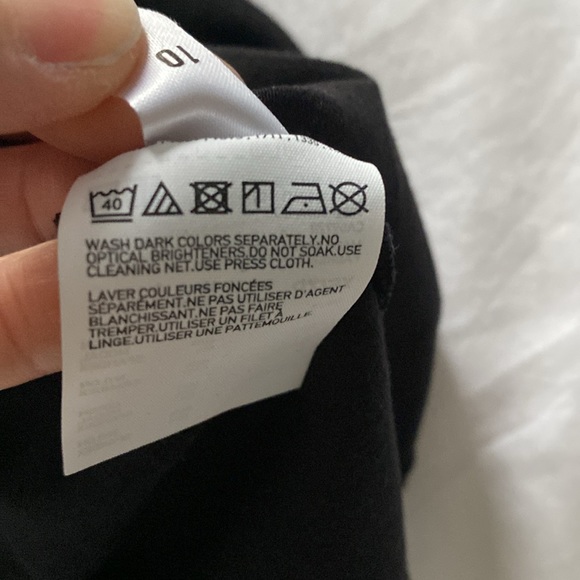 10
40
WASH DARK COLORS SEPARATELY.NO
OPTICAL BRIGHTENERS.DO NOT SOAK.USE
CLEANING NET.USE PRESS CLOTH.
LAVER COULEURS FONCÉES
SÉPARÉMENT.NE PAS UTILISER D'AGENT
BLANCHISSANT.NE PAS FAIRE
TREMPER.UTILISER UN FILET À
LINGE.UTILISER UNE PATTEMOUILLE.